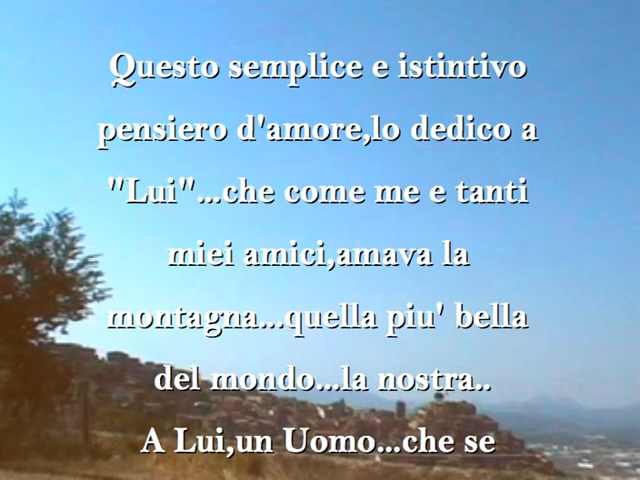 Questo semplice e istintivo
pensiero d'amore,lo dedico a
"Lui"...che come me e tanti
miei amici,amava la
montagna...quella piu' bella
del mondo...la nostra..
A Lui,un Uomo...che se